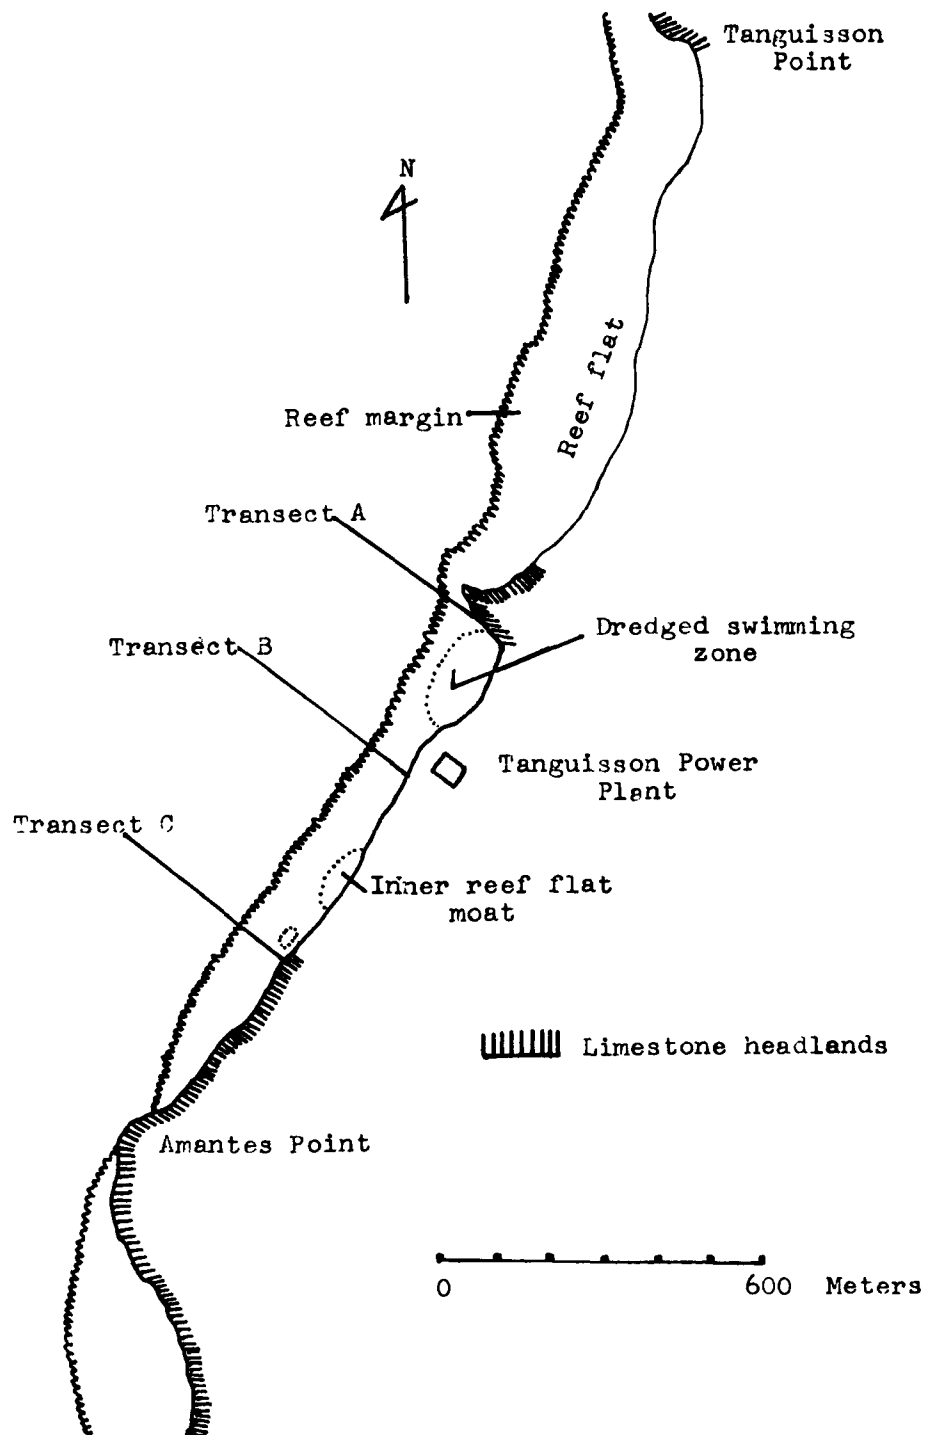 Tanguisson
Point
N
Reef flat
Reef margin
Transect A
Dredged swimming
zone
Transect B
Tanguisson Power
Plant
Transect C
Inner reef flat
moat
Limestone headlands
Amantes Point
0 600 Meters